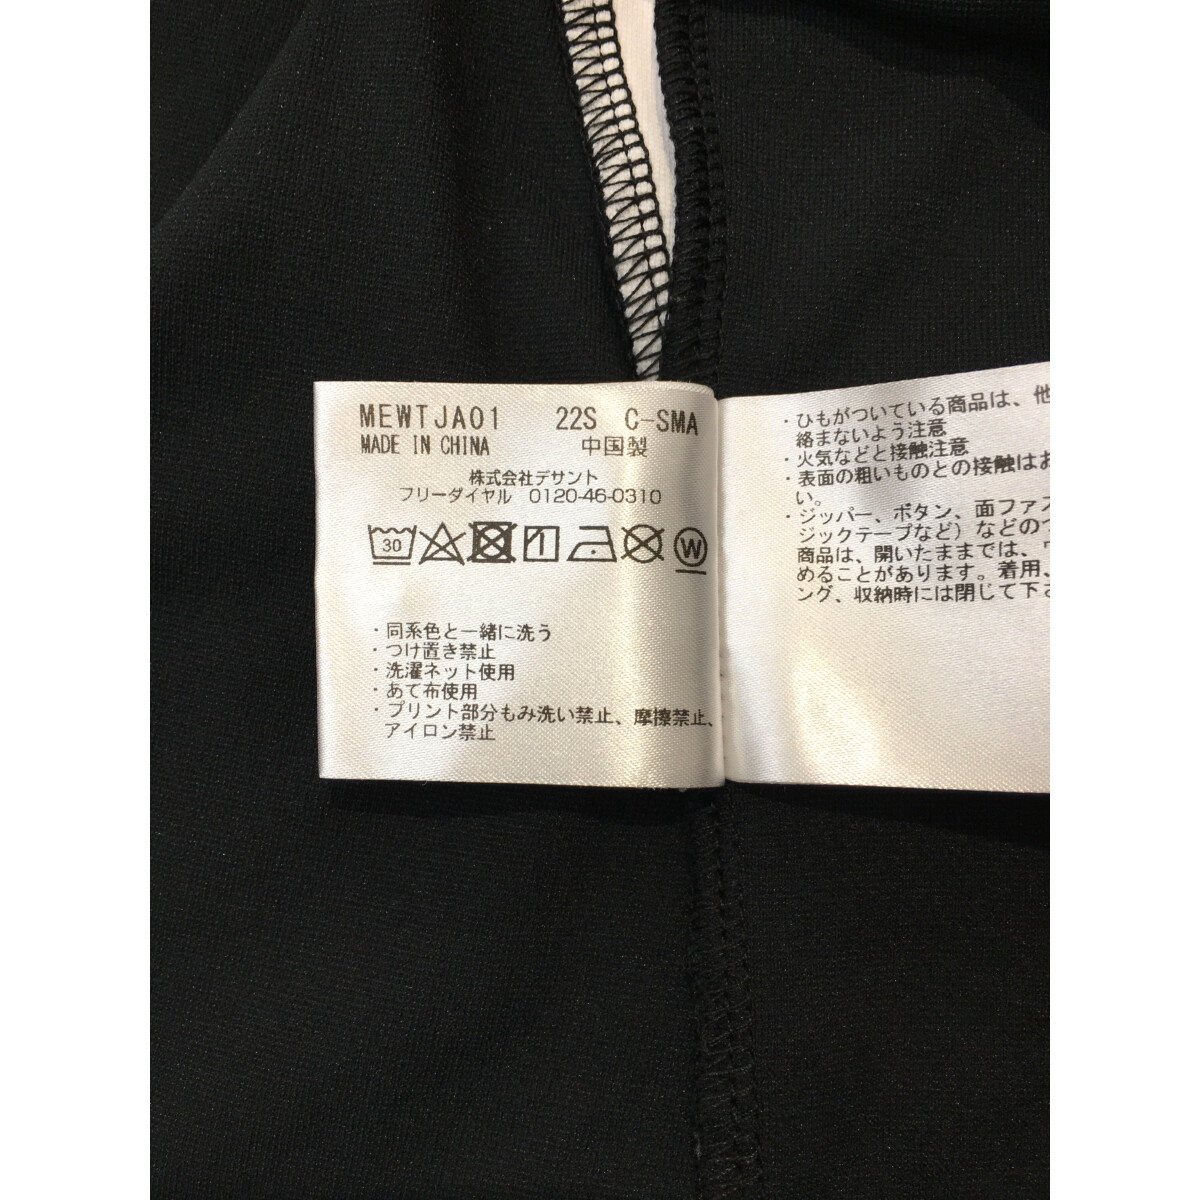 MEWTJA01 22S C-SMA
MADE IN CHINA 中国製
株式会社デサント
フリーダイヤル 0120-46-0310
30 1 W
・同系色と一緒に洗う
・つけ置き禁止
・洗濯ネット使用
・あて布使用
・プリント部分もみ洗い禁止、摩擦禁止、
アイロン禁止
・ひもがついている商品は、他
絡まないよう注意
・火気などと接触注意
・表面の粗いものとの接触はお
い。
・ジッパー、ボタン、面ファス
ジックテープなど）などのつ
商品は、開いたままでは、
めることがあります。着用、
ング、収納時には閉じて下さ